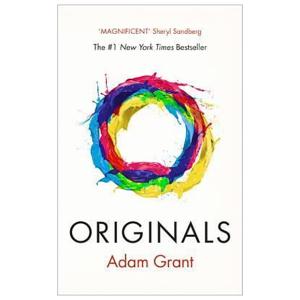 ‘MAGNIFICENT’ Sheryl Sandberg
The #1 New York Times Bestseller
ORIGINALS
Adam Grant